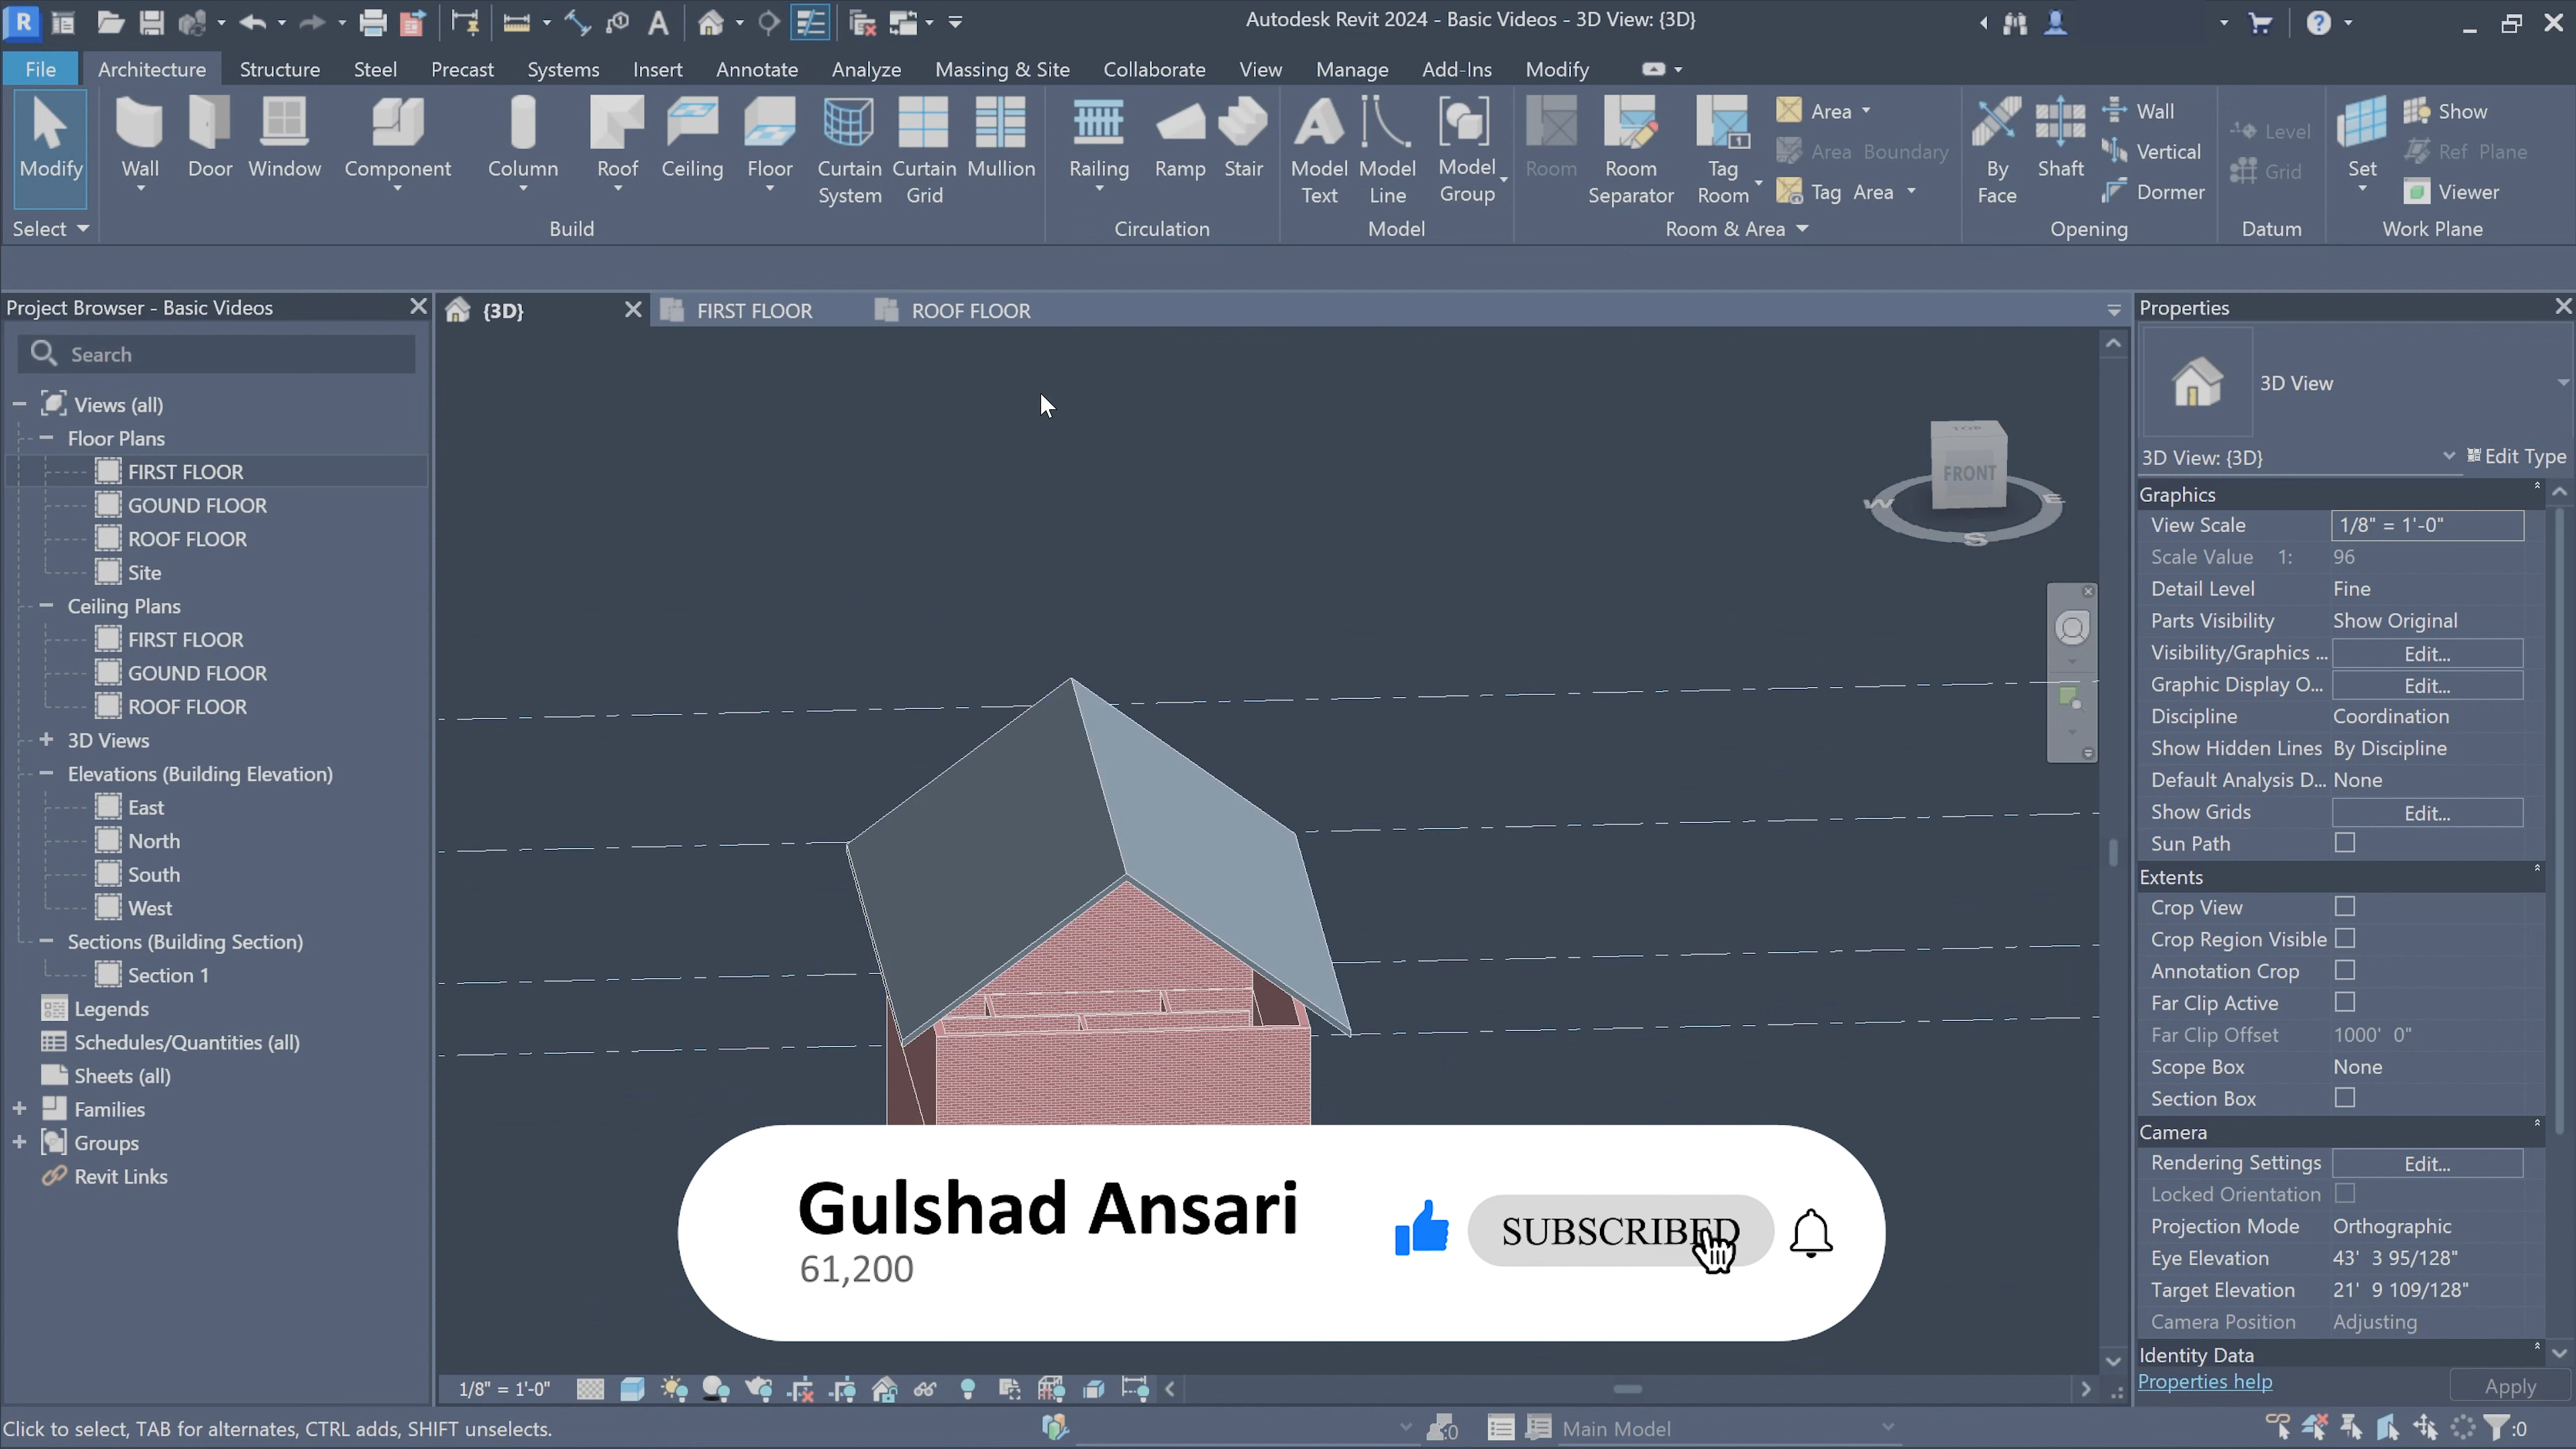 Autodesk Revit 2024 - Basic Videos - 3D View: {3D}
File Architecture Structure Steel Precast Systems Insert Annotate Analyze Massing & Site Collaborate View Manage Add-Ins Modify
Modify
Wall
Door
Window
Component
Column
Roof
Ceiling
Floor
Curtain System
Curtain Grid
Mullion
Railing
Ramp
Stair
Model Text
Model Line
Model Group
Room
Room Separator
Tag Room
1
Area
Area Boundary
Tag Area
By Face
Shaft
Wall
Vertical
Dormer
Level
Grid
Set
Show
Ref Plane
Viewer
Select
Build
Circulation
Model
Room & Area
Opening
Datum
Work Plane
Project Browser - Basic Videos
Search
Views (all)
Floor Plans
FIRST FLOOR
GOUND FLOOR
ROOF FLOOR
Site
Ceiling Plans
FIRST FLOOR
GOUND FLOOR
ROOF FLOOR
3D Views
Elevations (Building Elevation)
East
North
South
West
Sections (Building Section)
Section 1
Legends
Schedules/Quantities (all)
Sheets (all)
Families
Groups
Revit Links
{3D}
FIRST FLOOR
ROOF FLOOR
TOP
FRONT
W
E
S
Gulshad Ansari
61,200
SUBSCRIBED
Properties
3D View
3D View: {3D}
Edit Type
Graphics
View Scale 1/8" = 1'-0"
Scale Value 1: 96
Detail Level Fine
Parts Visibility Show Original
Visibility/Graphics ... Edit...
Graphic Display O... Edit...
Discipline Coordination
Show Hidden Lines By Discipline
Default Analysis D... None
Show Grids Edit...
Sun Path
Extents
Crop View
Crop Region Visible
Annotation Crop
Far Clip Active
Far Clip Offset 1000' 0"
Scope Box None
Section Box
Camera
Rendering Settings Edit...
Locked Orientation
Projection Mode Orthographic
Eye Elevation 43' 3 95/128"
Target Elevation 21' 9 109/128"
Camera Position Adjusting
Identity Data
Properties help
Apply
1/8" = 1'-0"
Click to select, TAB for alternates, CTRL adds, SHIFT unselects.
:0
Main Model
:0